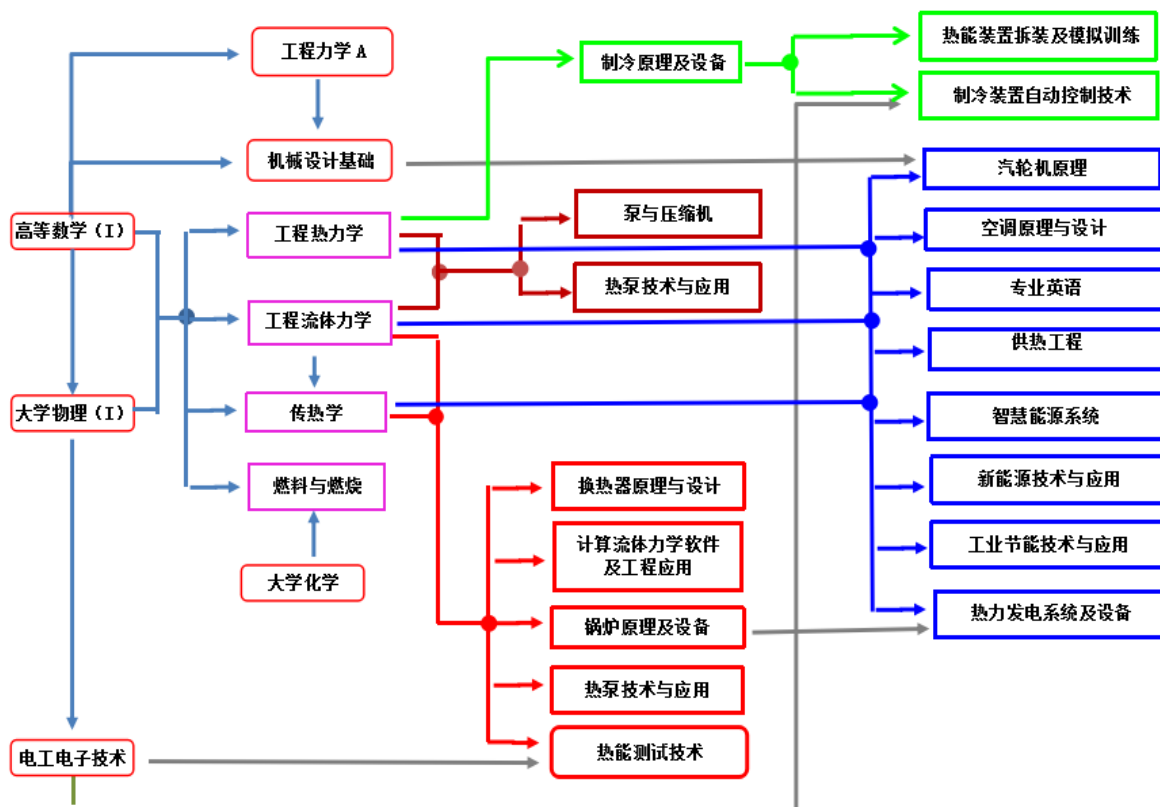 工程力学 A
机械设计基础
高等数学（I）
工程热力学
工程流体力学
大学物理（I）
传热学
燃料与燃烧
大学化学
电工电子技术
制冷原理及设备
泵与压缩机
热泵技术与应用
换热器原理与设计
计算流体力学软件
及工程应用
锅炉原理及设备
热泵技术与应用
热能测试技术
热能装置拆装及模拟训练
制冷装置自动控制技术
汽轮机原理
空调原理与设计
专业英语
供热工程
智慧能源系统
新能源技术与应用
工业节能技术与应用
热力发电系统及设备